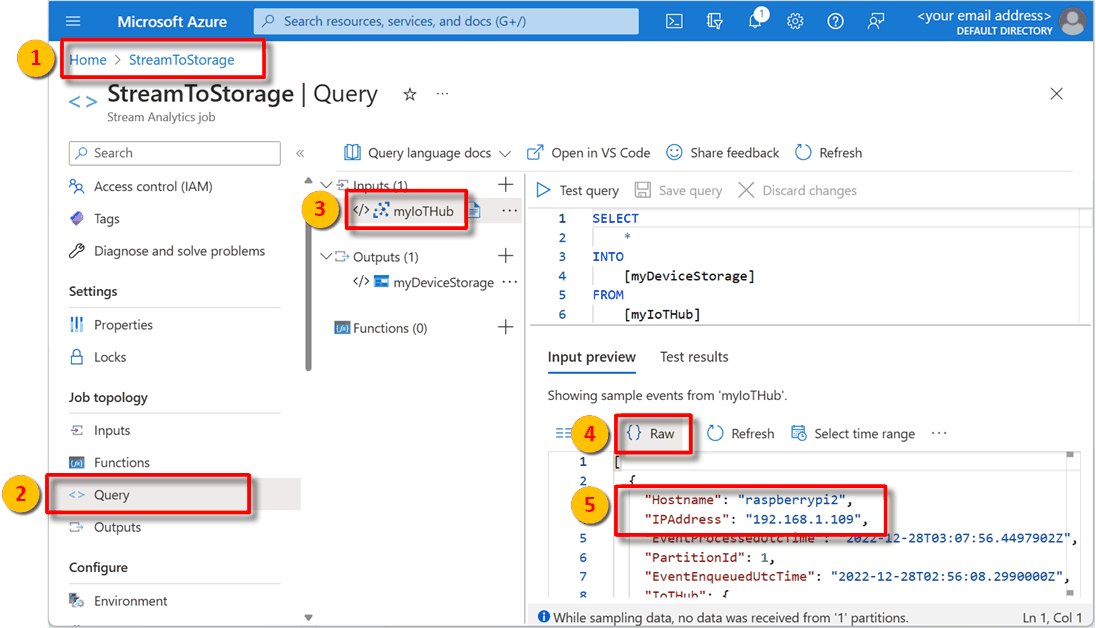 Microsoft Azure
Search resources, services, and docs (G+/)
1
<your email address>
DEFAULT DIRECTORY
1
Home > StreamToStorage
StreamToStorage | Query
Stream Analytics job
Search
Access control (IAM)
Tags
Diagnose and solve problems
Settings
Properties
Locks
Job topology
Inputs
Functions
2
Query
Outputs
Configure
Environment
Query language docs
Open in VS Code
Share feedback
Refresh
Inputs (1)
3
myIoTHub
Outputs (1)
myDeviceStorage
Functions (0)
Test query
Save query
Discard changes
1 SELECT
2 *
3 INTO
4 [myDeviceStorage]
5 FROM
6 [myIoTHub]
Input preview
Test results
Showing sample events from 'myIoTHub'.
4
{} Raw
Refresh
Select time range
1 [
2 {
5
"Hostname": "raspberrypi2",
"IPAddress": "192.168.1.109",
5 "EventProcessedUtcTime": "2022-12-28T03:07:56.4497902Z",
6 "PartitionId": 1,
7 "EventEnqueuedUtcTime": "2022-12-28T02:56:08.2990000Z",
8 "IoTHub": {
While sampling data, no data was received from '1' partitions.
Ln 1, Col 1